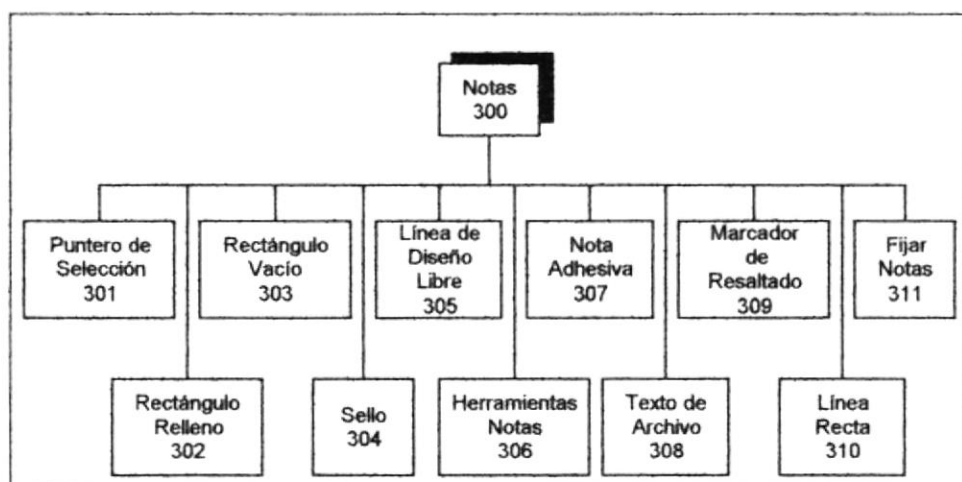 Notas
300
Puntero de
Selección
301
Rectángulo
Vacío
303
Línea de
Diseño
Libre
305
Nota
Adhesiva
307
Marcador
de
Resaltado
309
Fijar
Notas
311
Rectángulo
Relleno
302
Sello
304
Herramientas
Notas
306
Texto de
Archivo
308
Línea
Recta
310